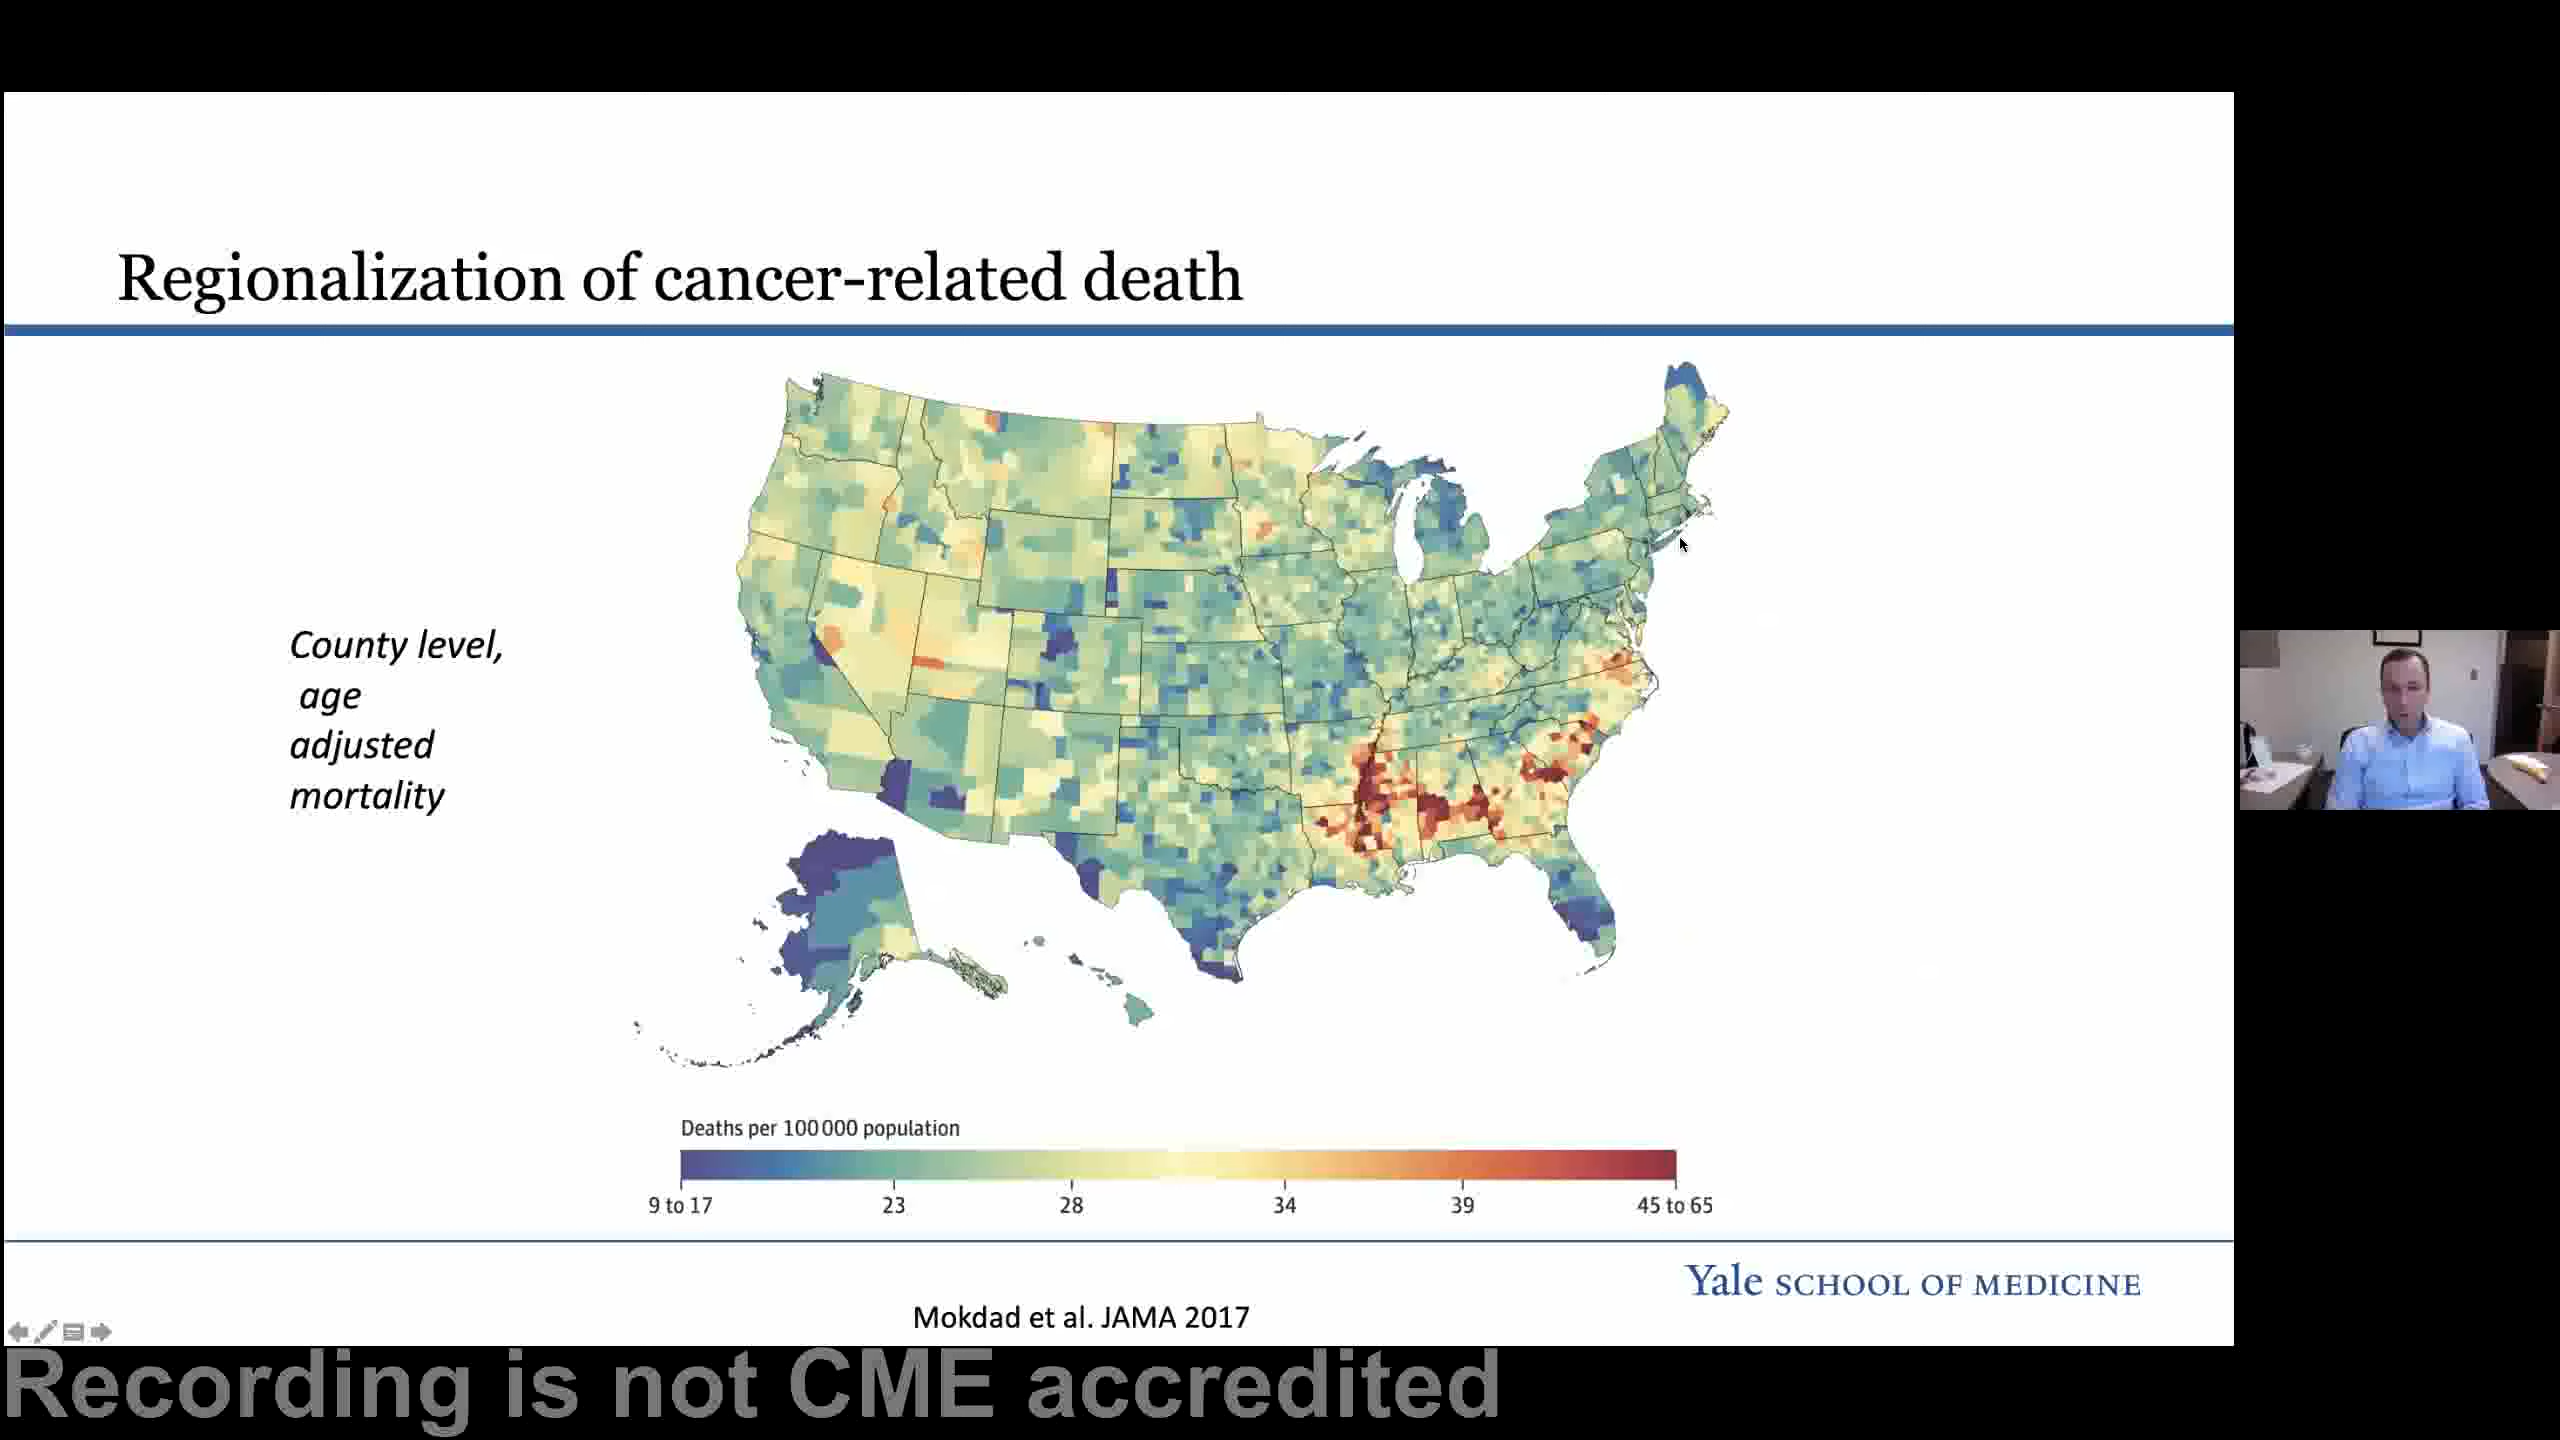 Regionalization of cancer-related death
County level,
age
adjusted
mortality
Deaths per 100 000 population
9 to 17 23 28 34 39 45 to 65
Yale SCHOOL OF MEDICINE
Mokdad et al. JAMA 2017
Recording is not CME accredited